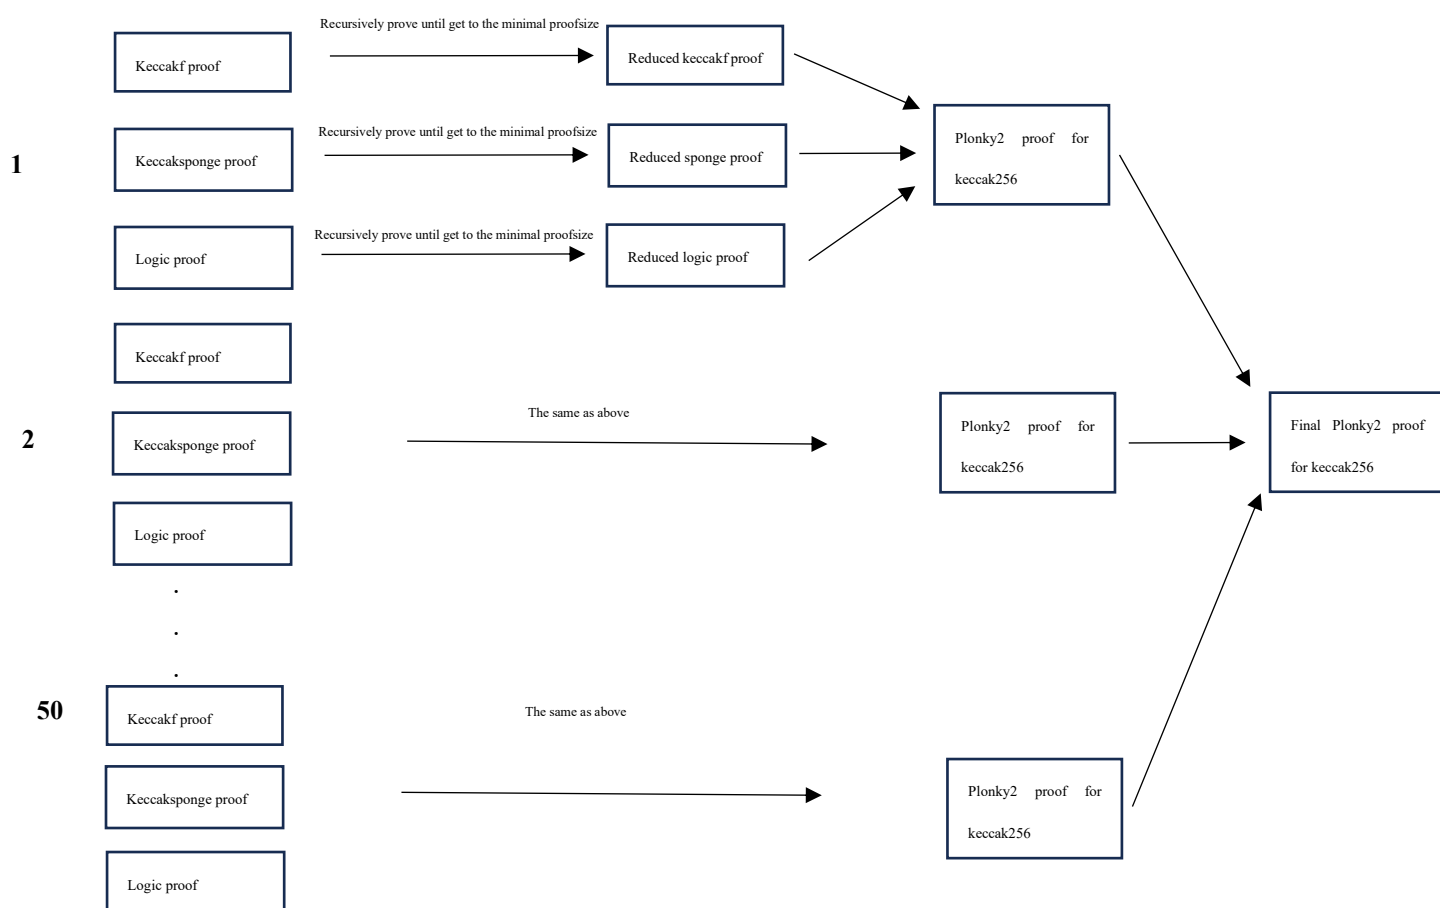 Recursively prove until get to the minimal proofsize
Keccakf proof
Reduced keccakf proof
Recursively prove until get to the minimal proofsize
1
Keccaksponge proof
Reduced sponge proof
Plonky2 proof for
keccak256
Recursively prove until get to the minimal proofsize
Logic proof
Reduced logic proof
Keccakf proof
2
Keccaksponge proof
The same as above
Plonky2 proof for
keccak256
Final Plonky2 proof
for keccak256
Logic proof
.
.
.
50
Keccakf proof
The same as above
Keccaksponge proof
Plonky2 proof for
keccak256
Logic proof